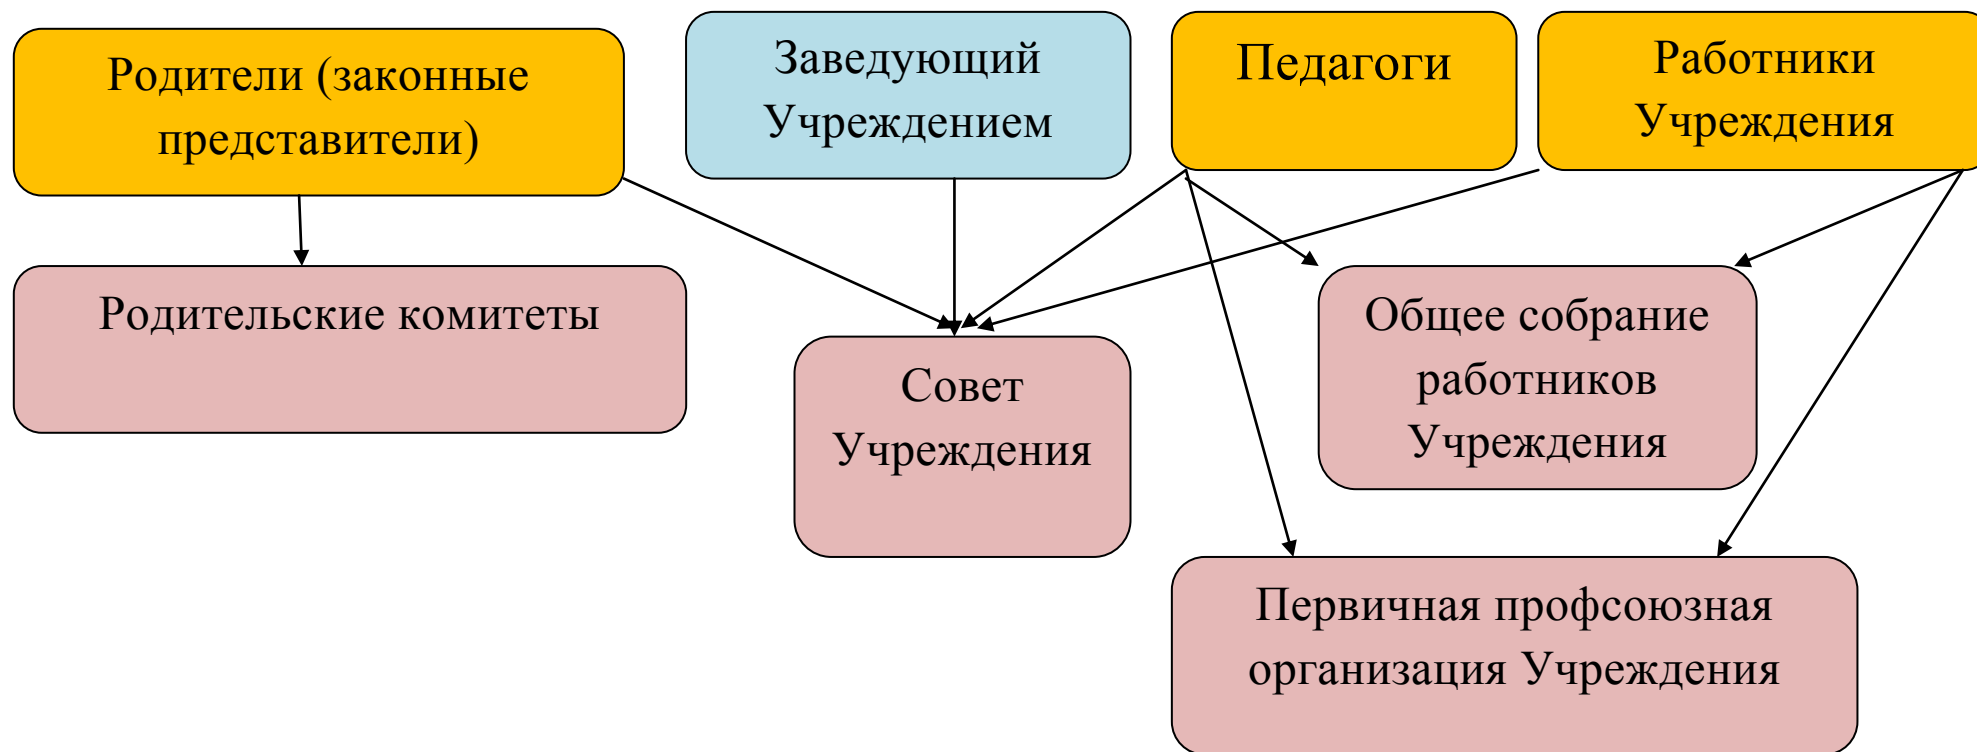 Родители (законные
представители)
Заведующий
Учреждением
Педагоги
Работники
Учреждения
Родительские комитеты
Совет
Учреждения
Общее собрание
работников
Учреждения
Первичная профсоюзная
организация Учреждения